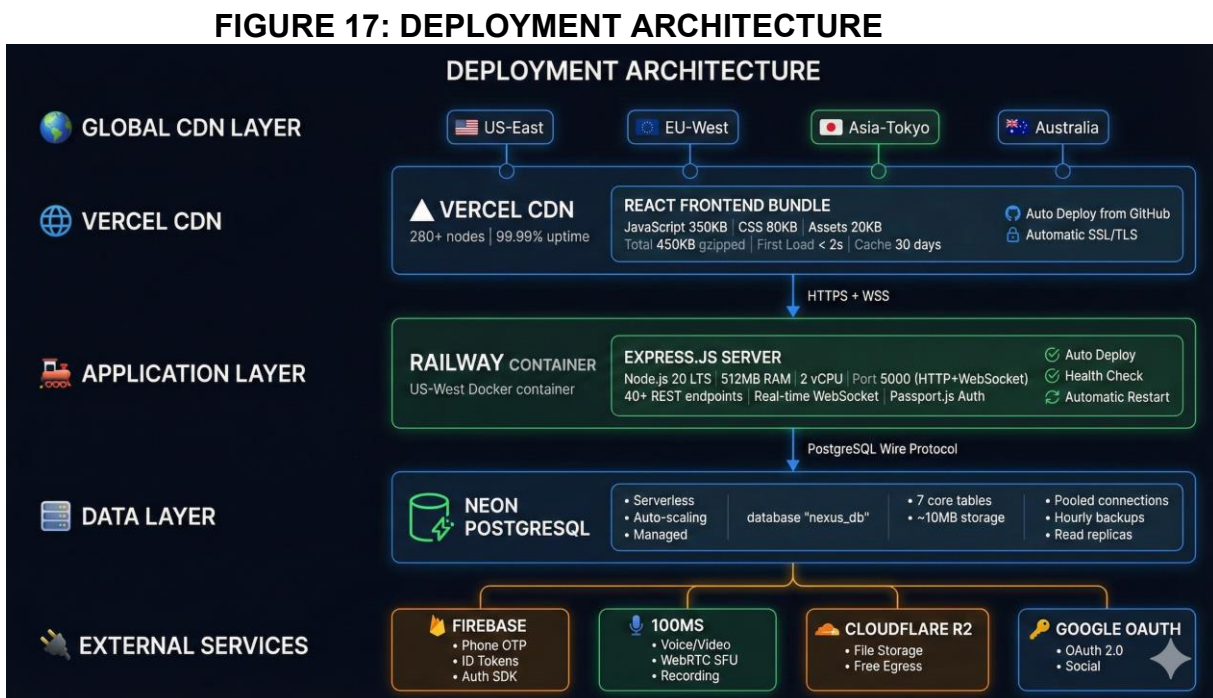 FIGURE 17: DEPLOYMENT ARCHITECTURE
DEPLOYMENT ARCHITECTURE
GLOBAL CDN LAYER
US-East
EU-West
Asia-Tokyo
Australia
VERCEL CDN
VERCEL CDN
280+ nodes | 99.99% uptime
REACT FRONTEND BUNDLE
JavaScript 350KB | CSS 80KB | Assets 20KB
Total 450KB gzipped | First Load < 2s | Cache 30 days
Auto Deploy from GitHub
Automatic SSL/TLS
HTTPS + WSS
APPLICATION LAYER
RAILWAY CONTAINER
US-West Docker container
EXPRESS.JS SERVER
Node.js 20 LTS | 512MB RAM | 2 vCPU | Port 5000 (HTTP+WebSocket)
40+ REST endpoints | Real-time WebSocket | Passport.js Auth
Auto Deploy
Health Check
Automatic Restart
PostgreSQL Wire Protocol
DATA LAYER
NEON
POSTGRESQL
• Serverless
• Auto-scaling
• Managed
database "nexus_db"
• 7 core tables
• ~10MB storage
• Pooled connections
• Hourly backups
• Read replicas
EXTERNAL SERVICES
FIREBASE
• Phone OTP
• ID Tokens
• Auth SDK
100MS
• Voice/Video
• WebRTC SFU
• Recording
CLOUDFLARE R2
• File Storage
• Free Egress
GOOGLE OAUTH
• OAuth 2.0
• Social